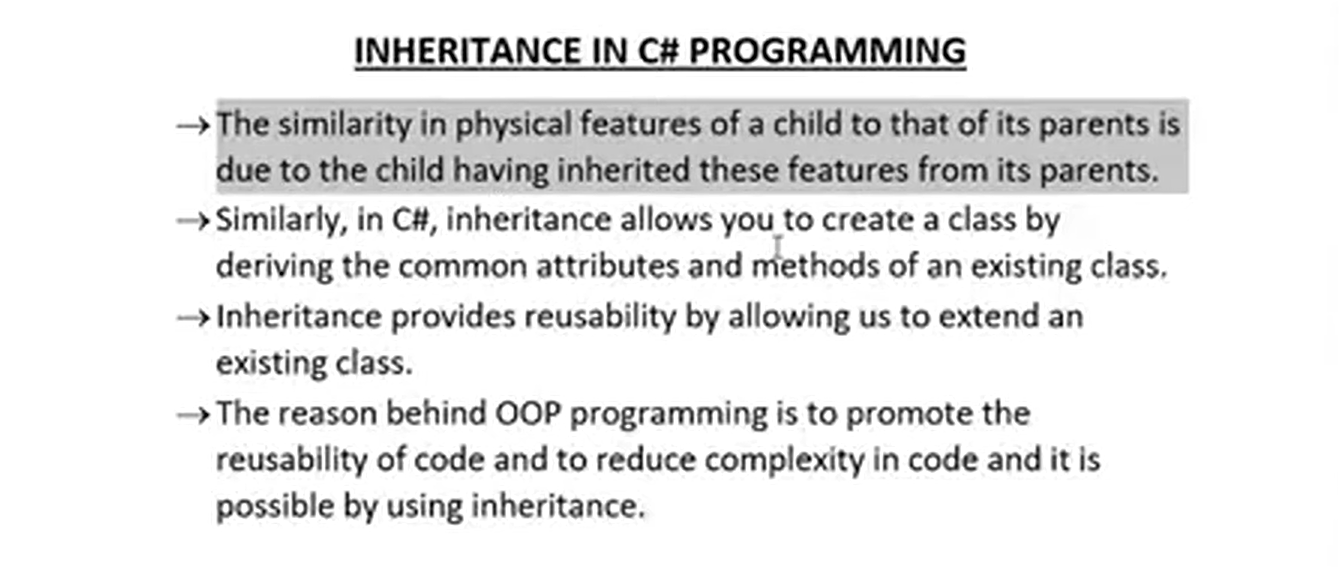 INHERITANCE IN C# PROGRAMMING
→The similarity in physical features of a child to that of its parents is
due to the child having inherited these features from its parents.
→Similarly, in C#, inheritance allows you to create a class by
deriving the common attributes and methods of an existing class.
→Inheritance provides reusability by allowing us to extend an
existing class.
→The reason behind OOP programming is to promote the
reusability of code and to reduce complexity in code and it is
possible by using inheritance.